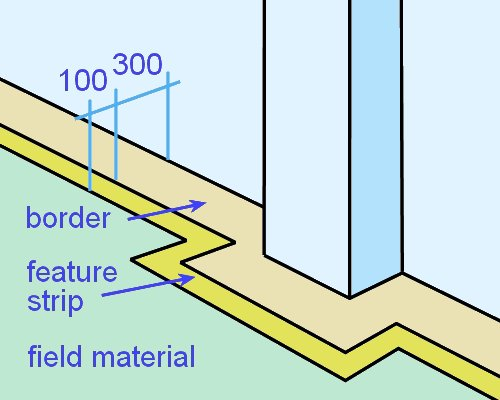 100 300
border
feature
strip
field material